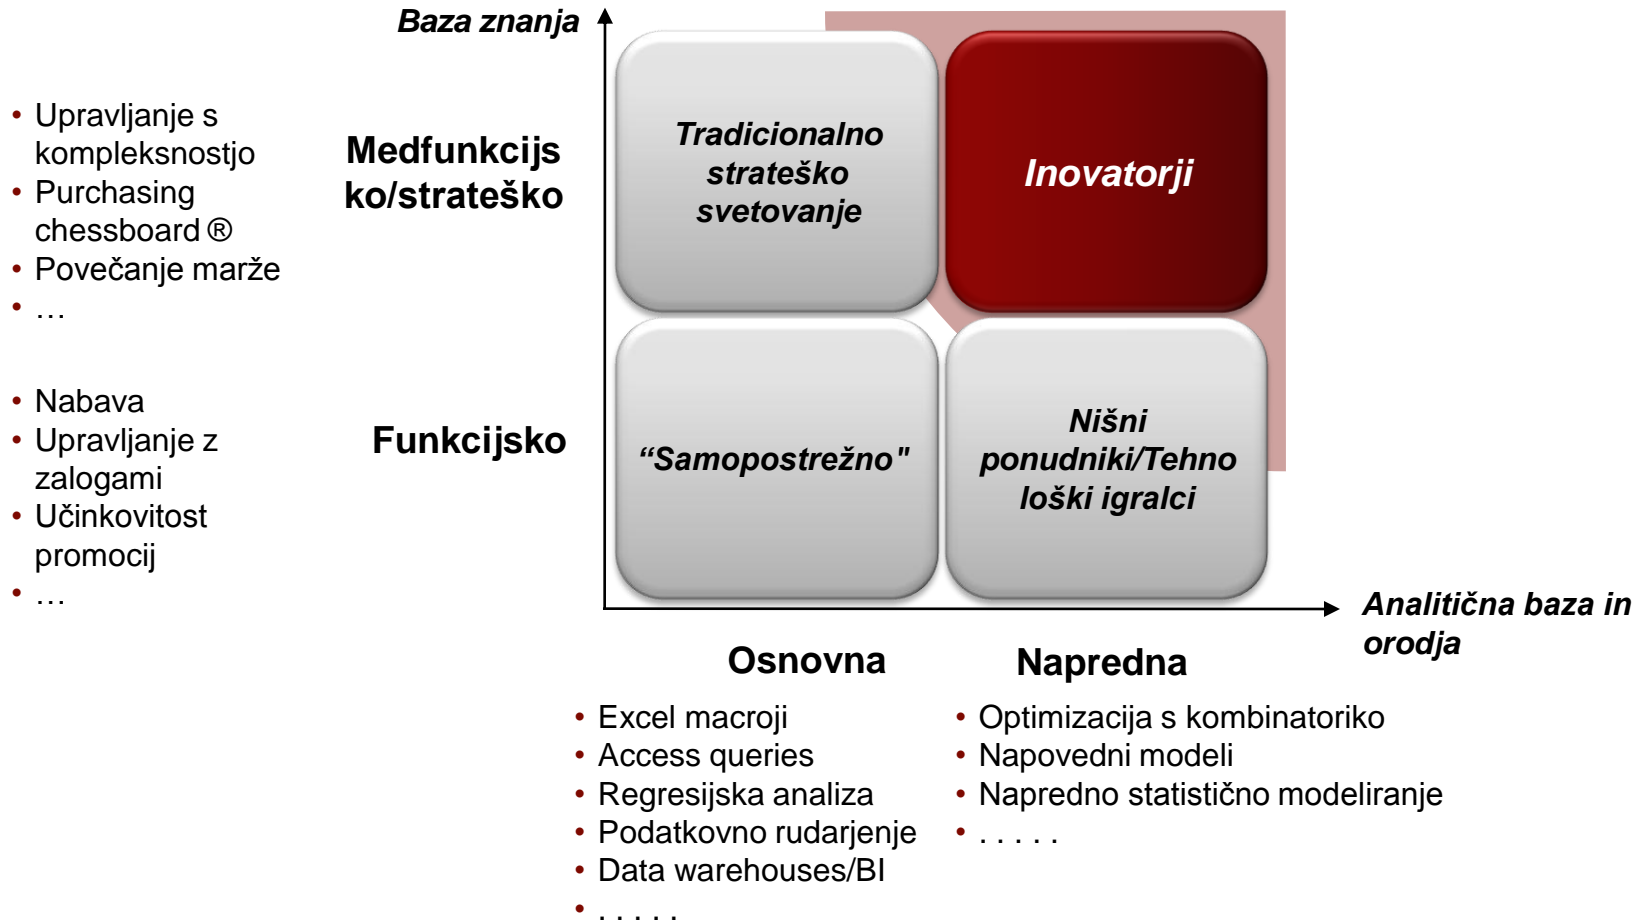 Baza znanja
• Upravljanje s
kompleksnostjo
• Purchasing
chessboard ®
• Povečanje marže
• …
Medfunkcijs
ko/strateško
Tradicionalno
strateško
svetovanje
Inovatorji
• Nabava
• Upravljanje z
zalogami
• Učinkovitost
promocij
• …
Funkcijsko
“Samopostrežno"
Nišni
ponudniki/Tehno
loški igralci
Analitična baza in
orodja
Osnovna
• Excel macroji
• Access queries
• Regresijska analiza
• Podatkovno rudarjenje
• Data warehouses/BI
• . . . . .
Napredna
• Optimizacija s kombinatoriko
• Napovedni modeli
• Napredno statistično modeliranje
• . . . . .